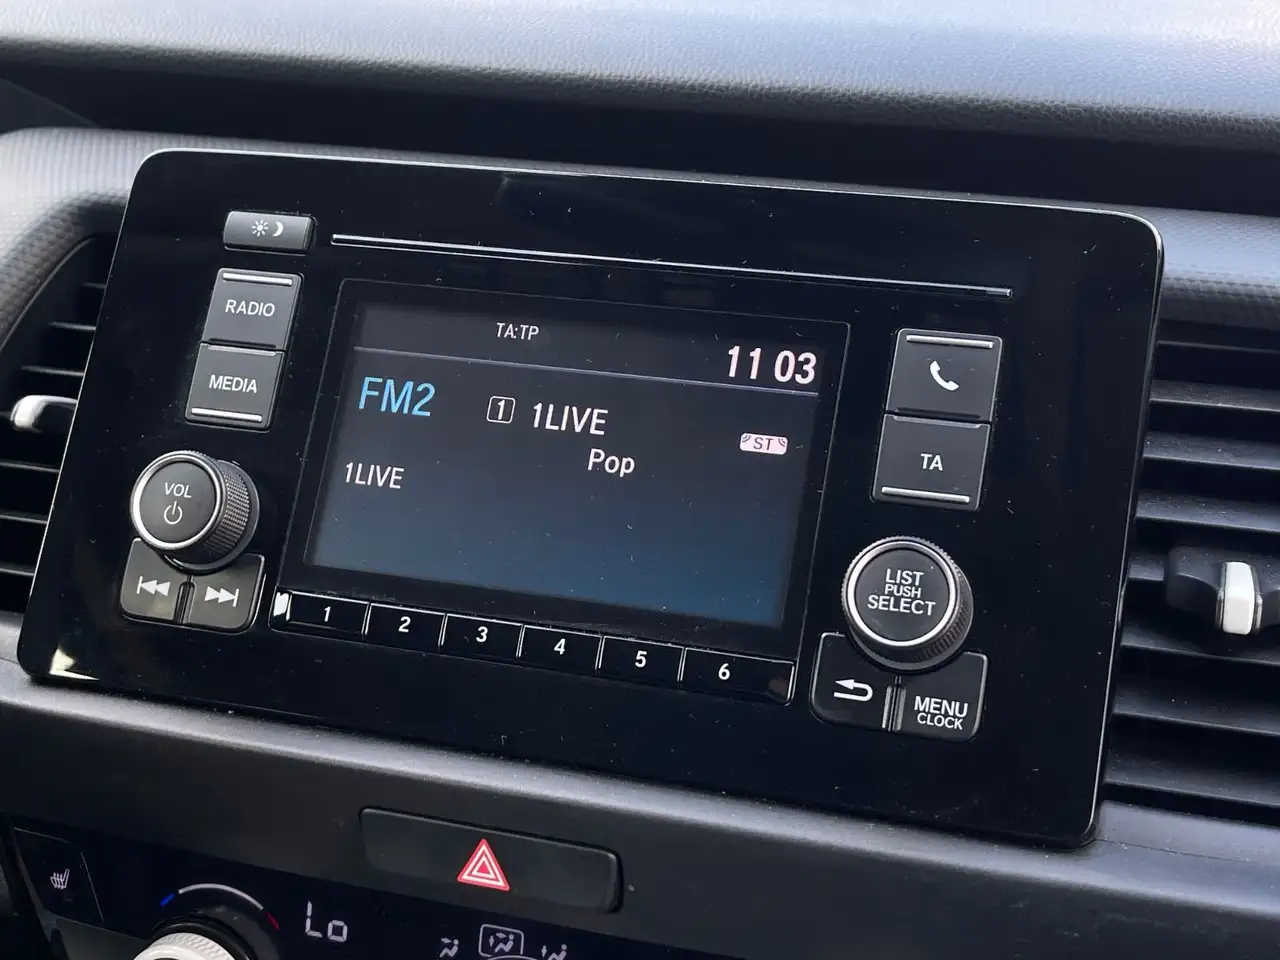 RADIO
MEDIA
VOL
TA:TP
11 03
FM2
1 1LIVE
ST
Pop
1LIVE
1 2 3 4 5 6
TA
LIST
PUSH
SELECT
MENU
CLOCK
Lo